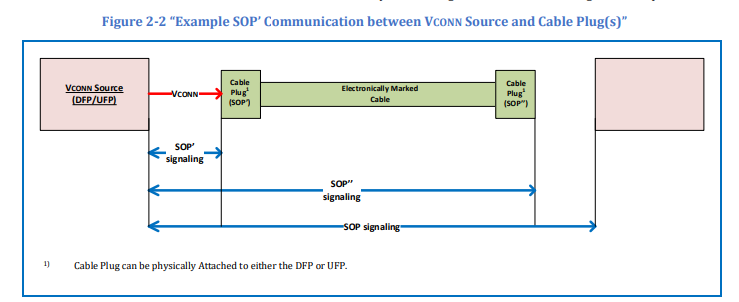 Figure 2-2 “Example SOP’ Communication between VCONN Source and Cable Plug(s)”
VCONN Source
(DFP/UFP)
VCONN
Cable
Plug1
(SOP’)
Electronically Marked
Cable
Cable
Plug1
(SOP’’)
SOP’
signaling
SOP’’
signaling
SOP signaling
1) Cable Plug can be physically Attached to either the DFP or UFP.